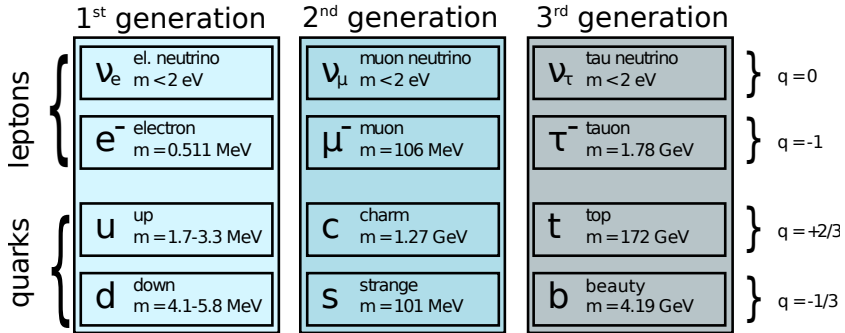 1st generation
2nd generation
3rd generation
leptons
νe el. neutrino
m < 2 eV
νμ muon neutrino
m < 2 eV
ντ tau neutrino
m < 2 eV
q = 0
e- electron
m = 0.511 MeV
μ- muon
m = 106 MeV
τ- tauon
m = 1.78 GeV
q = -1
quarks
u up
m = 1.7-3.3 MeV
c charm
m = 1.27 GeV
t top
m = 172 GeV
q = +2/3
d down
m = 4.1-5.8 MeV
s strange
m = 101 MeV
b beauty
m = 4.19 GeV
q = -1/3